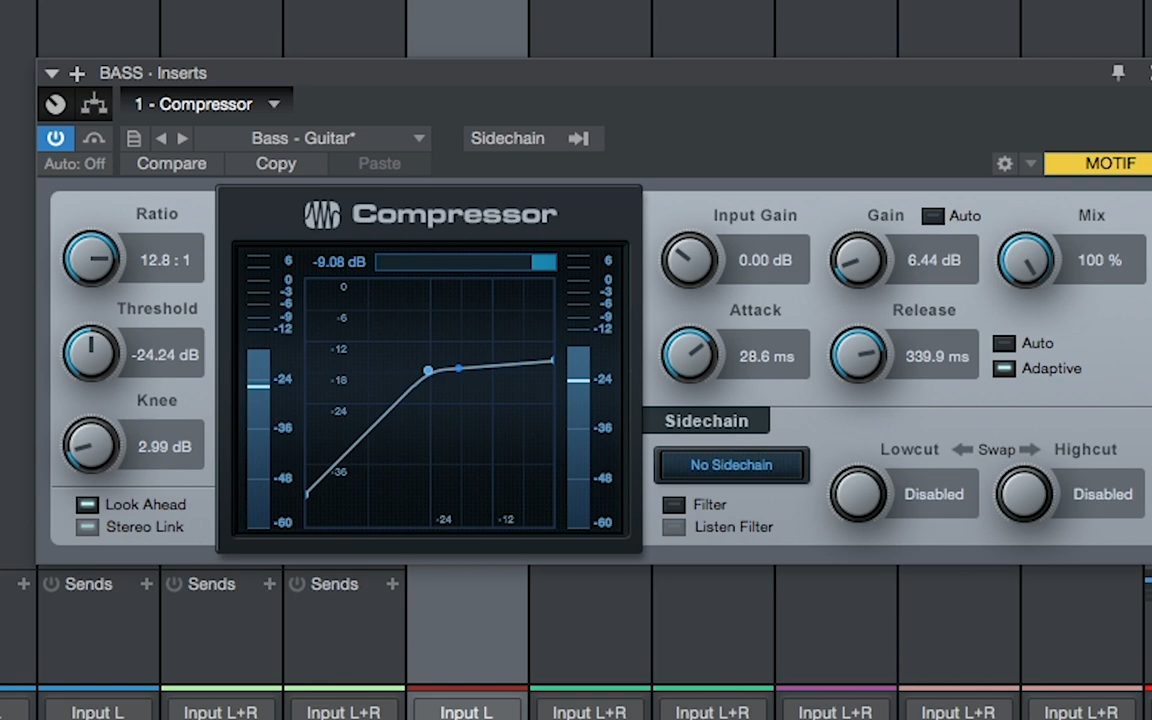 BASS · Inserts
1 - Compressor
Bass - Guitar*
Sidechain
Auto: Off
Compare
Copy
Paste
MOTIF
Ratio
12.8 : 1
Threshold
-24.24 dB
Knee
2.99 dB
Look Ahead
Stereo Link
Compressor
-9.08 dB
6
0
-3
-6
-9
-12
-24
-36
-48
-60
0
-6
-12
-18
-24
-36
-24
-12
6
0
-3
-6
-9
-12
-24
-36
-48
-60
Input Gain
0.00 dB
Gain
Auto
6.44 dB
Mix
100 %
Attack
28.6 ms
Release
339.9 ms
Auto
Adaptive
Sidechain
No Sidechain
Filter
Listen Filter
Lowcut
Swap
Highcut
Disabled
Disabled
Sends
Sends
Sends
Input L
Input L+R
Input L+R
Input L
Input L+R
Input L+R
Input L+R
Input L+R
Input L+R